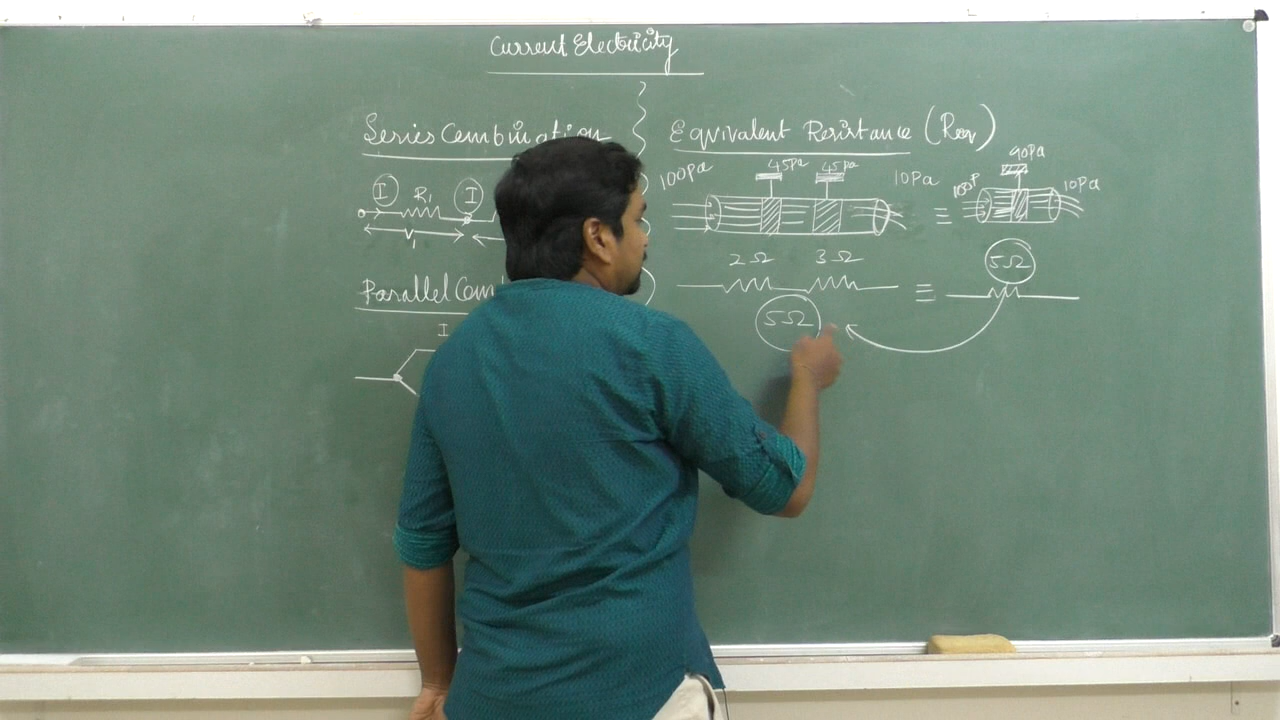 Current Electricity
Series Combination
I R1 I
V1
Parallel Com
I
Equivalent Resistance (Req)
100Pa 45Pa 45Pa 10Pa
≡
2Ω 3Ω
≡
5Ω
90Pa
100P 10Pa
5Ω